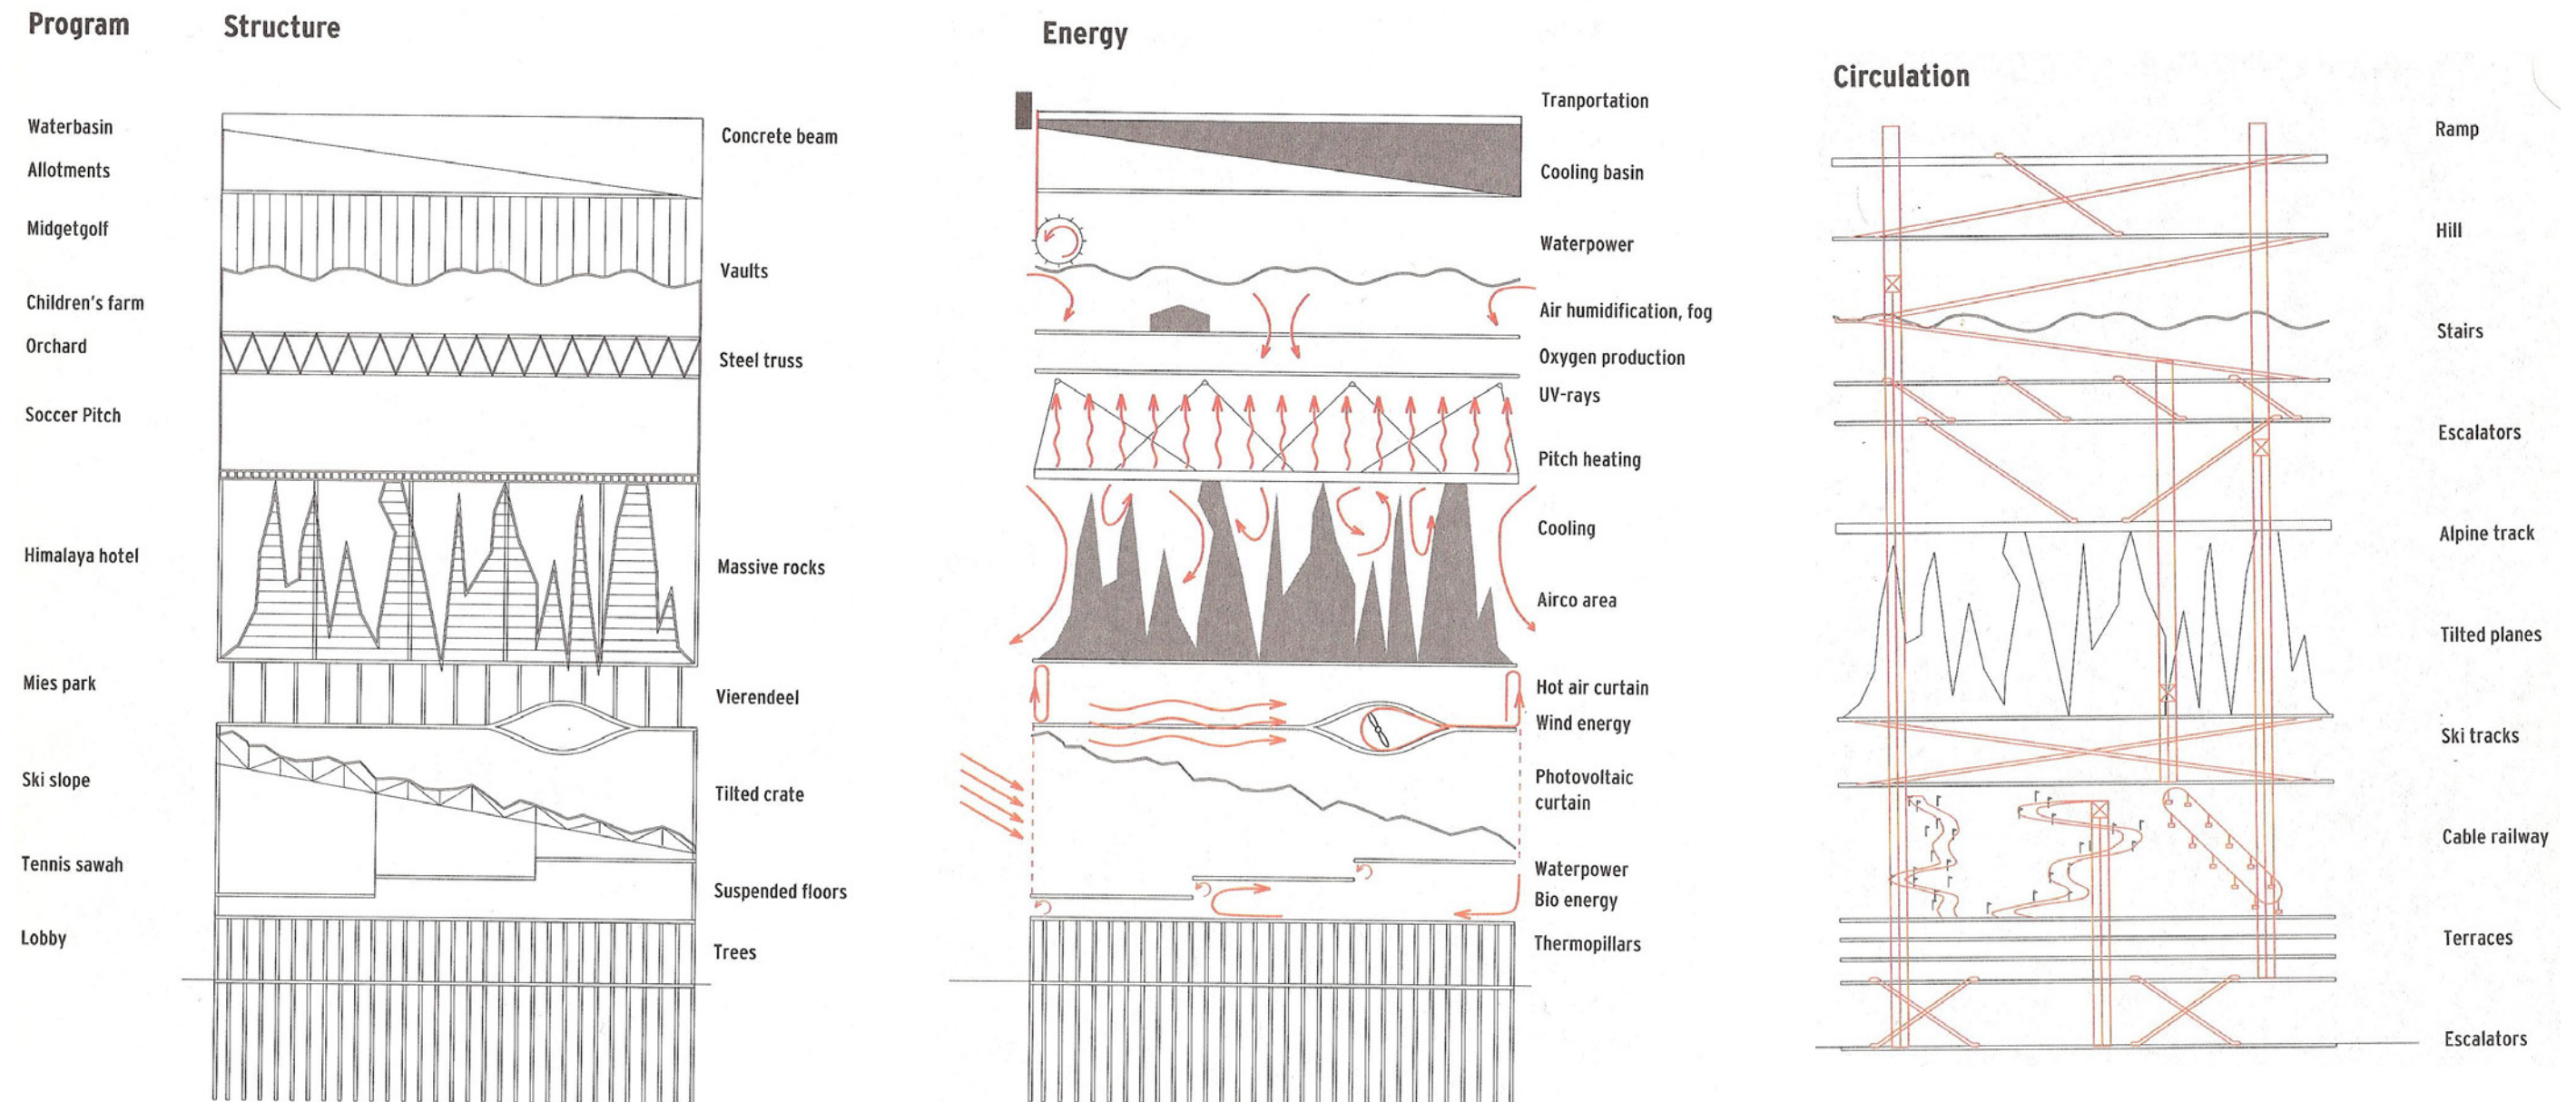 Program
Waterbasin
Allotments
Midgetgolf
Children's farm
Orchard
Soccer Pitch
Himalaya hotel
Mies park
Ski slope
Tennis sawah
Lobby
Structure
Concrete beam
Vaults
Steel truss
Massive rocks
Vierendeel
Tilted crate
Suspended floors
Trees
Energy
Tranportation
Cooling basin
Waterpower
Air humidification, fog
Oxygen production
UV-rays
Pitch heating
Cooling
Airco area
Hot air curtain
Wind energy
Photovoltaic
curtain
Waterpower
Bio energy
Thermopillars
Circulation
Ramp
Hill
Stairs
Escalators
Alpine track
Tilted planes
Ski tracks
Cable railway
Terraces
Escalators